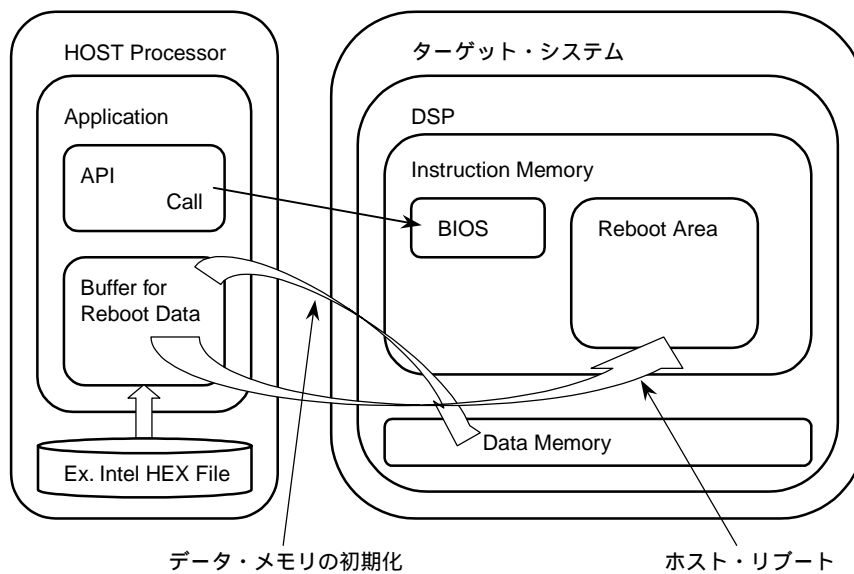 HOST Processor
Application
API
Call
Buffer for
Reboot Data
Ex. Intel HEX File
ターゲット・システム
DSP
Instruction Memory
BIOS
Reboot Area
Data Memory
データ・メモリの初期化
ホスト・リブート